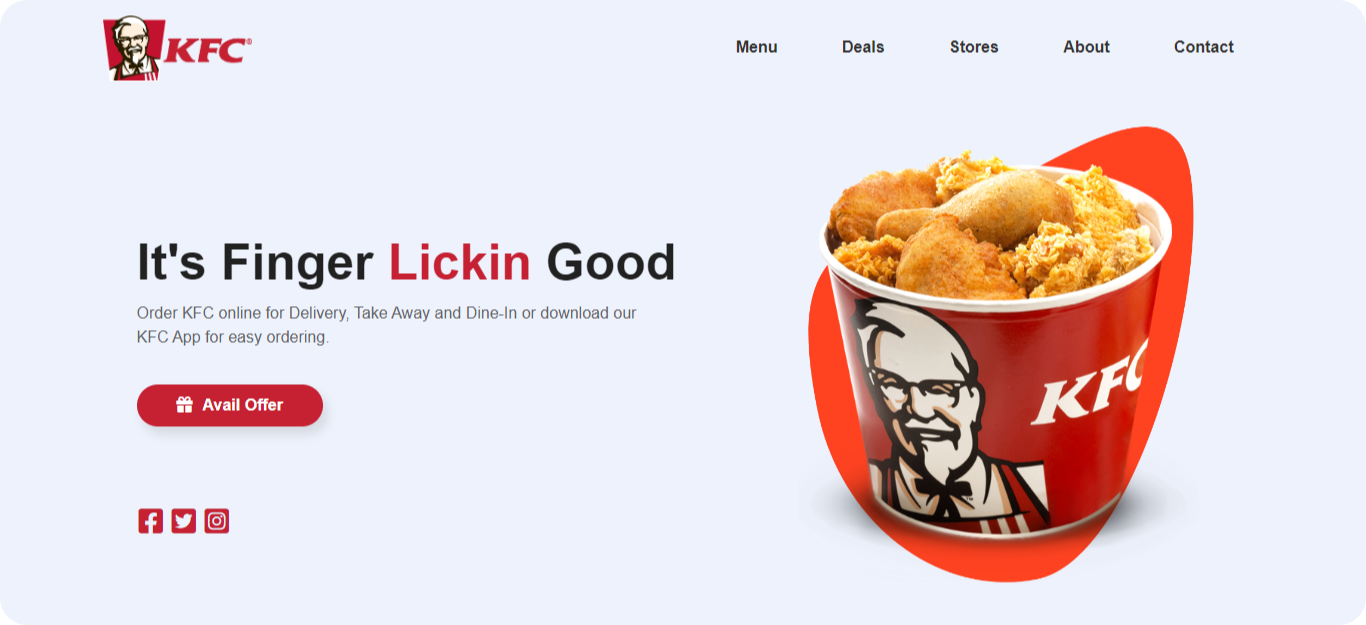 KFC®
Menu
Deals
Stores
About
Contact
It's Finger Lickin Good
Order KFC online for Delivery, Take Away and Dine-In or download our
KFC App for easy ordering.
Avail Offer
KFC